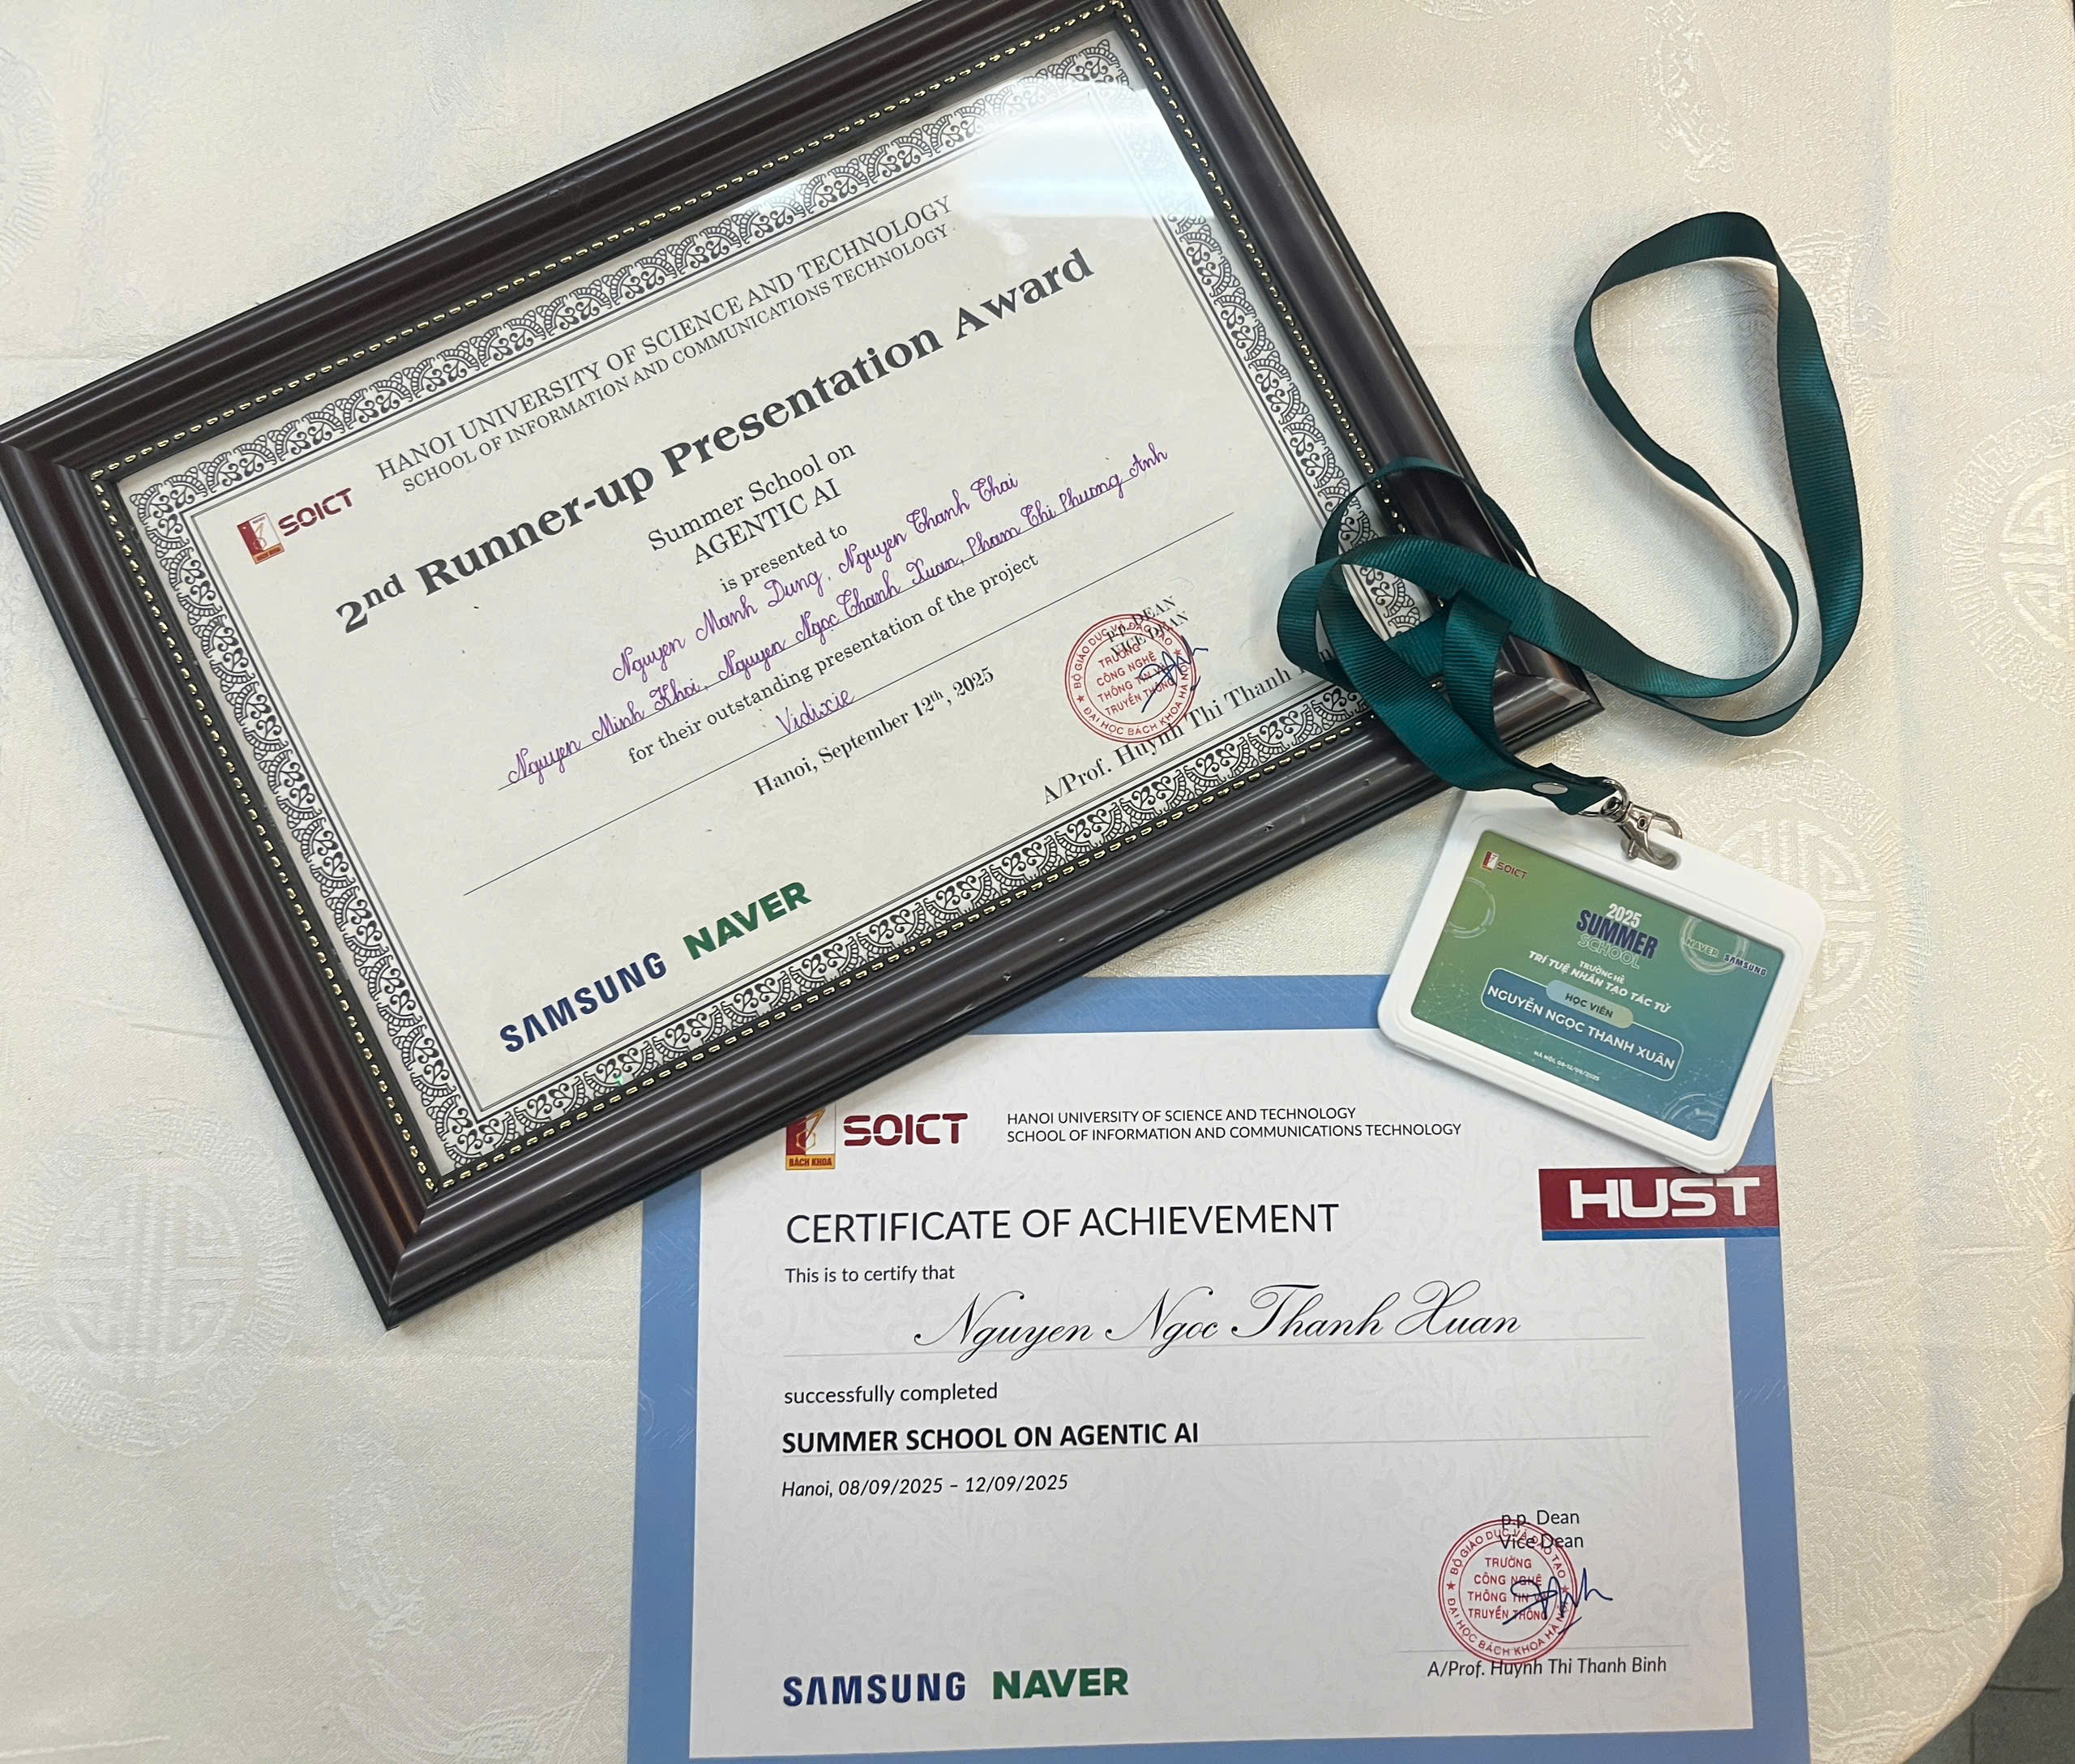 SOICT
BÁCH KHOA
HANOI UNIVERSITY OF SCIENCE AND TECHNOLOGY
SCHOOL OF INFORMATION AND COMMUNICATIONS TECHNOLOGY
2nd Runner-up Presentation Award
Summer School on
AGENTIC AI
is presented to
Nguyen Manh Dung, Nguyen Thanh Thai
Nguyen Minh Khoi, Nguyen Ngoc Thanh Xuan, Pham Thi Phuong Anh
for their outstanding presentation of the project
Vidixie
Hanoi, September 12th, 2025
p.p. DEAN
VICE DEAN
BỘ GIÁO DỤC VÀ ĐÀO TẠO
TRƯỜNG
CÔNG NGHỆ
THÔNG TIN VÀ
TRUYỀN THÔNG
ĐẠI HỌC BÁCH KHOA HÀ NỘI
A/Prof. Huynh Thi Thanh
SAMSUNG NAVER
SOICT
2025
SUMMER
SCHOOL
NAVER SAMSUNG
TRƯỜNG HÈ
TRÍ TUỆ NHÂN TẠO TÁC TỬ
HỌC VIÊN
NGUYỄN NGỌC THANH XUÂN
HÀ NỘI, 08-12/09/2025
SOICT
BÁCH KHOA
HANOI UNIVERSITY OF SCIENCE AND TECHNOLOGY
SCHOOL OF INFORMATION AND COMMUNICATIONS TECHNOLOGY
HUST
CERTIFICATE OF ACHIEVEMENT
This is to certify that
Nguyen Ngoc Thanh Xuan
successfully completed
SUMMER SCHOOL ON AGENTIC AI
Hanoi, 08/09/2025 – 12/09/2025
p.p. Dean
Vice Dean
BỘ GIÁO DỤC VÀ ĐÀO TẠO
TRƯỜNG
CÔNG NGHỆ
THÔNG TIN VÀ
TRUYỀN THÔNG
ĐẠI HỌC BÁCH KHOA HÀ NỘI
A/Prof. Huynh Thi Thanh Binh
SAMSUNG NAVER